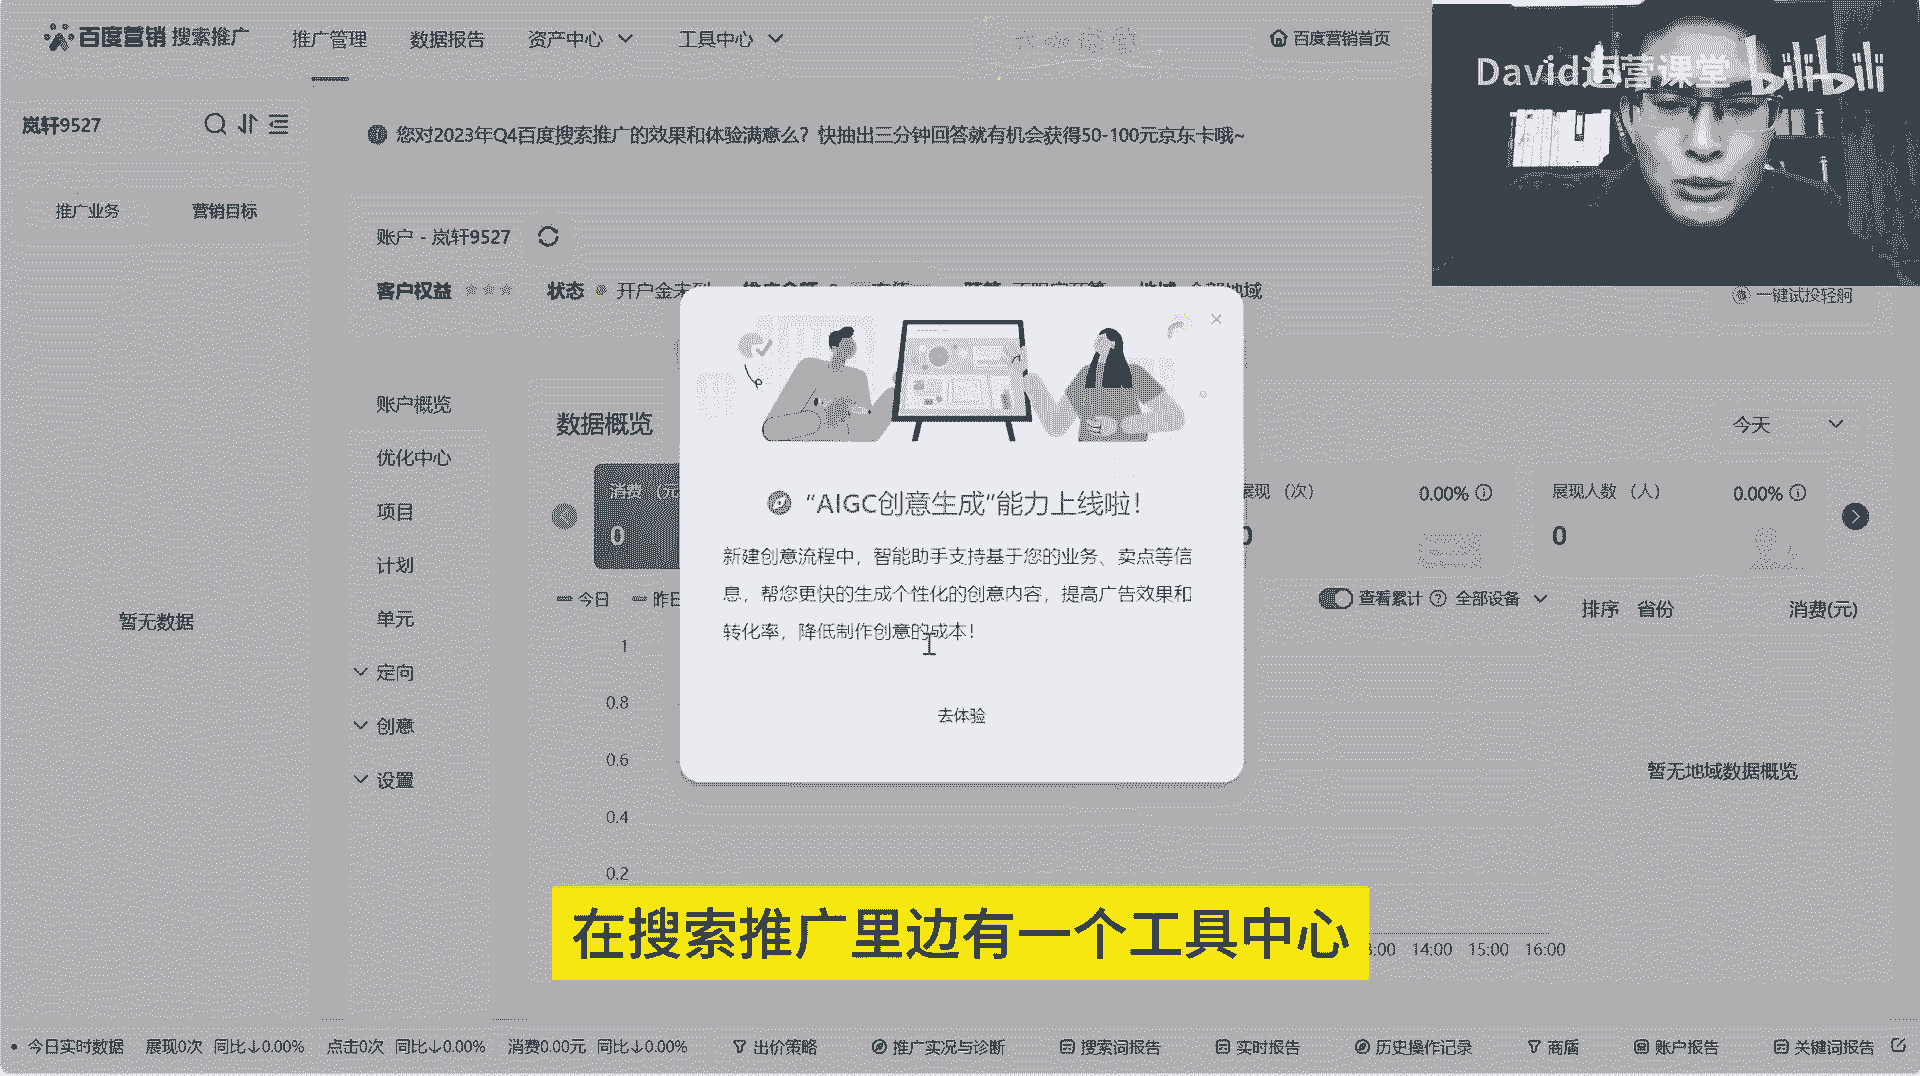 百度营销 搜索推广
推广管理
数据报告
资产中心
工具中心
百度营销首页
David运营课堂 bilibili
岚轩9527
您对2023年Q4百度搜索推广的效果和体验满意么？快抽出三分钟回答就有机会获得50-100元京东卡哦~
推广业务
营销目标
账户 - 岚轩9527
客户权益
状态
开户金未到
全部地域
一键试投轻舸
账户概览
优化中心
项目
计划
单元
定向
创意
设置
暂无数据
数据概览
今天
消费（元
0
展现（次）
0.00%
0
展现人数（人）
0.00%
0
今日
昨日
查看累计
全部设备
排序
省份
消费(元)
1
0.8
0.6
0.4
0.2
暂无地域数据概览
:00
14:00
15:00
16:00
“AIGC创意生成”能力上线啦！
新建创意流程中，智能助手支持基于您的业务、卖点等信
息，帮您更快的生成个性化的创意内容，提高广告效果和
转化率，降低制作创意的成本！
去体验
在搜索推广里边有一个工具中心
今日实时数据
展现0次 同比↓0.00%
点击0次 同比↓0.00%
消费0.00元 同比↓0.00%
出价策略
推广实况与诊断
搜索词报告
实时报告
历史操作记录
商盾
账户报告
关键词报告